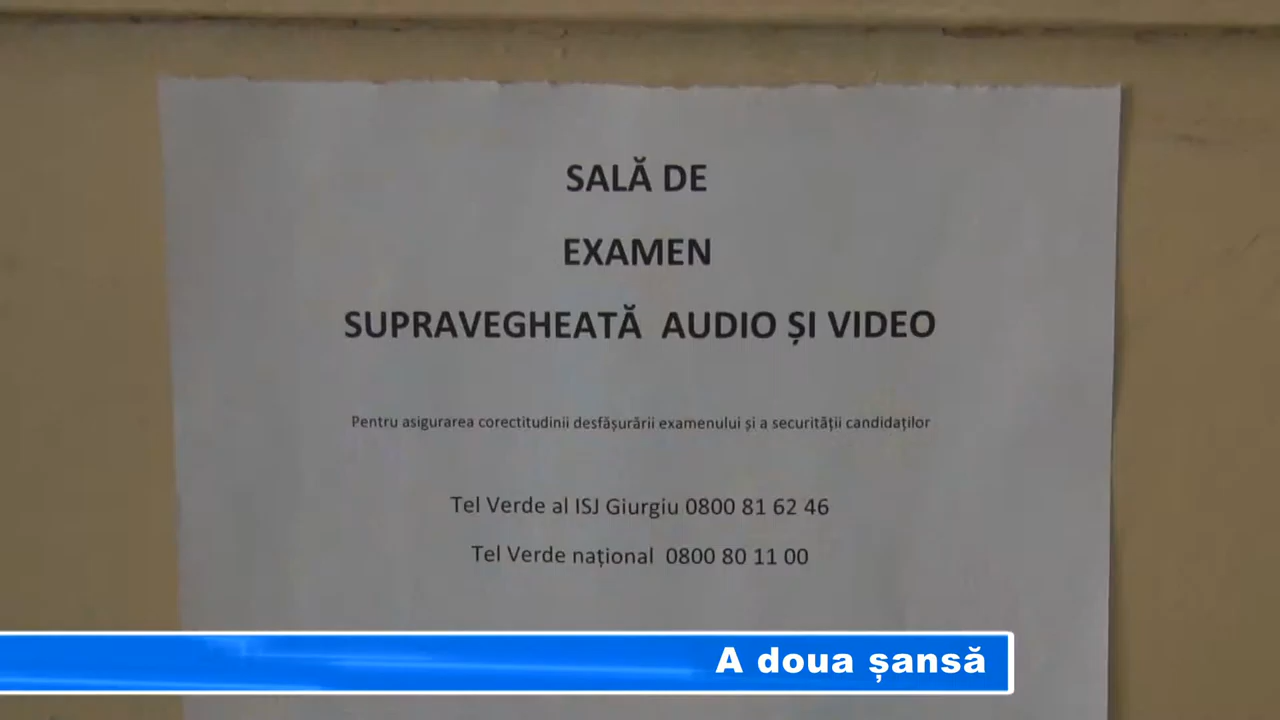 SALĂ DE
EXAMEN
SUPRAVEGHEATĂ AUDIO ȘI VIDEO
Pentru asigurarea corectitudinii desfășurării examenului și a securității candidaților
Tel Verde al ISJ Giurgiu 0800 81 62 46
Tel Verde național 0800 80 11 00
A doua șansă